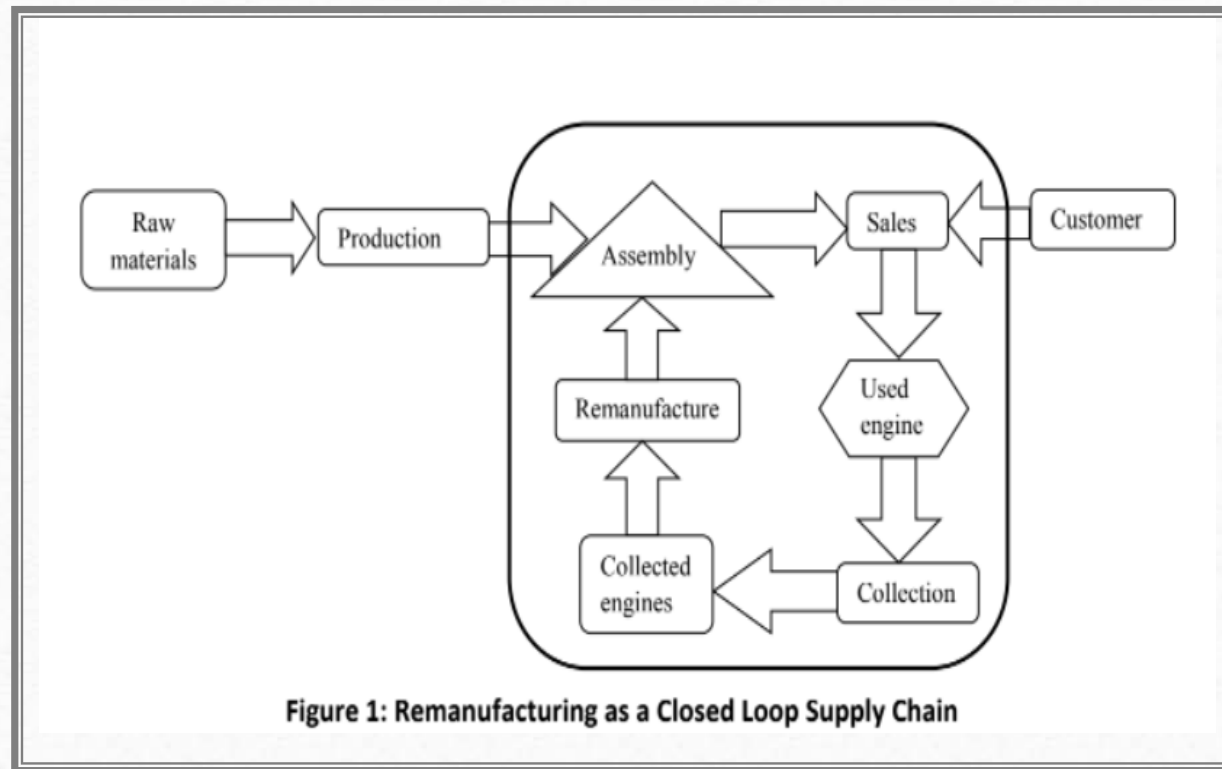 Raw
materials
Production
Assembly
Sales
Customer
Remanufacture
Used
engine
Collected
engines
Collection
Figure 1: Remanufacturing as a Closed Loop Supply Chain